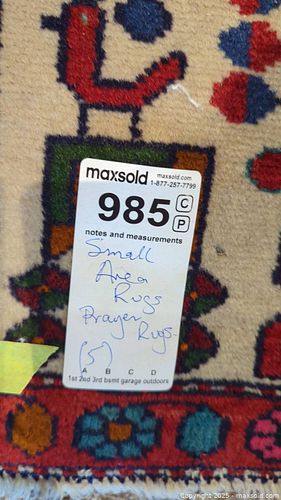 maxsold maxsold.com
1-877-257-7799
985 C
P
notes and measurements
Small
Area
Rugs
Prayer Rugs
(5)
A B C D
1st 2nd 3rd bsmt garage outdoors
Copyright © 2025 - maxsold.com